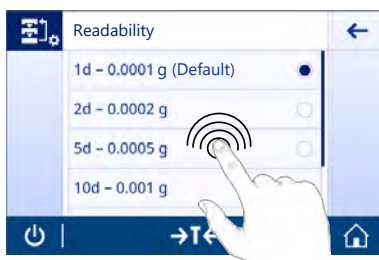 Readability
1d – 0.0001 g (Default)
2d – 0.0002 g
5d – 0.0005 g
10d – 0.001 g
→T←